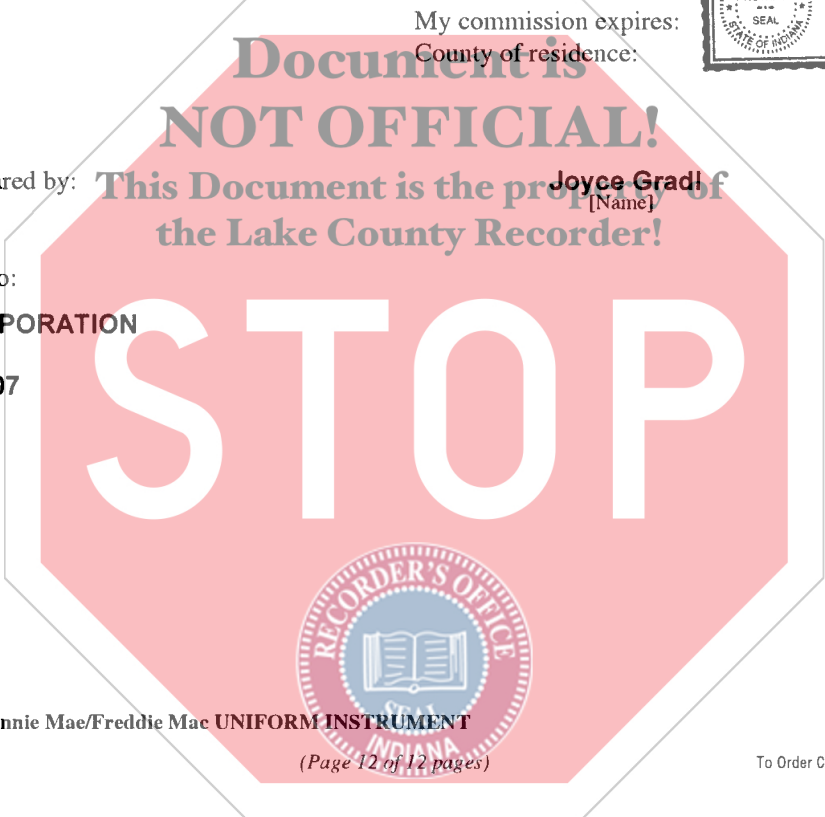 My commission expires:
SEAL
STATE OF INDIANA
County of residence:
Document is
NOT OFFICIAL!
ared by:
Joyce Gradl
This Document is the property of
[Name]
the Lake County Recorder!
o:
PORATION
97
STOP
RECORDER'S OFFICE
SEAL
INDIANA
nnie Mae/Freddie Mac UNIFORM INSTRUMENT
(Page 12 of 12 pages)
To Order C